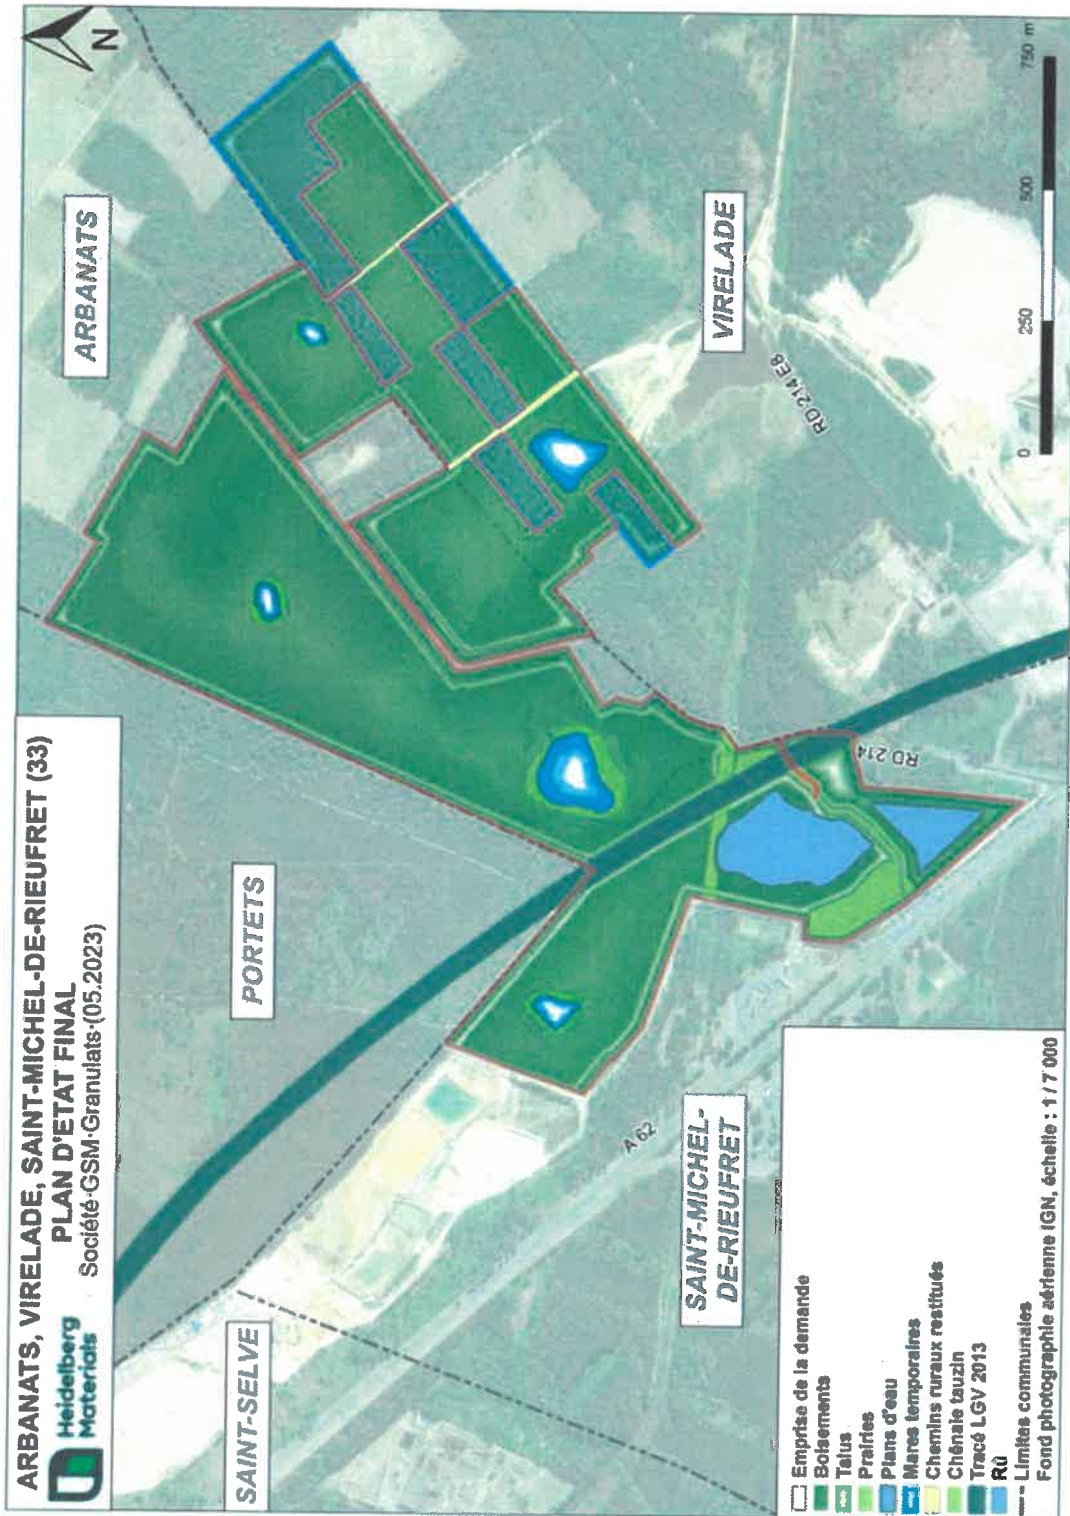 ARBANATS, VIRELADE, SAINT-MICHEL-DE-RIEUFRET (33)
PLAN D'ETAT FINAL
Société·GSM·Granulats·(05.2023)
Heidelberg
Materials
N
ARBANATS
PORTETS
SAINT-SELVE
VIRELADE
SAINT-MICHEL-
DE-RIEUFRET
A 62
RD 214
RD 214 E8
0 250 500 750 m
Emprise de la demande
Boisements
Talus
Prairies
Plans d'eau
Mares temporaires
Chemins ruraux restitués
Chênaie tauzin
Tracé LGV 2013
Rû
Limites communales
Fond photographie aérienne IGN, échelle : 1 / 7 000